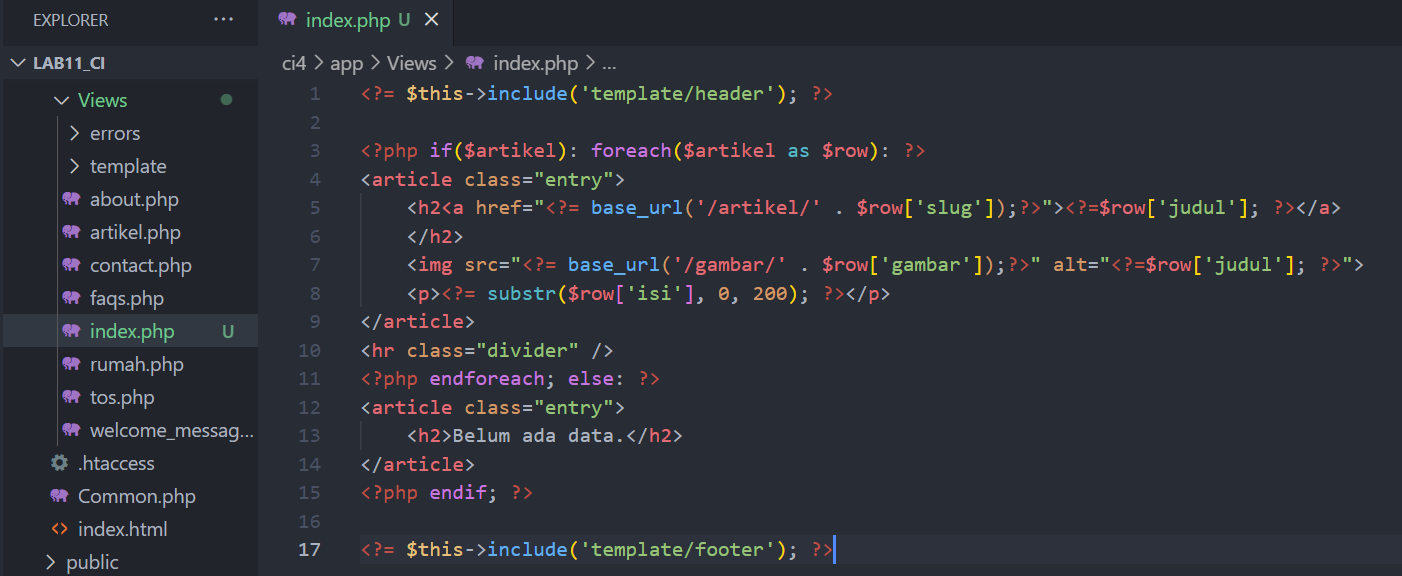 EXPLORER ...
index.php U
LAB11_CI
Views
errors
template
about.php
artikel.php
contact.php
faqs.php
index.php U
rumah.php
tos.php
welcome_messag...
.htaccess
Common.php
index.html
public
ci4 > app > Views > index.php > ...
1 <?= $this->include('template/header'); ?>
2
3 <?php if($artikel): foreach($artikel as $row): ?>
4 <article class="entry">
5     <h2<a href="<?= base_url('/artikel/' . $row['slug']);?>"><?=$row['judul']; ?></a>
6     </h2>
7     <img src="<?= base_url('/gambar/' . $row['gambar']);?>" alt="<?=$row['judul']; ?>">
8     <p><?= substr($row['isi'], 0, 200); ?></p>
9 </article>
10 <hr class="divider" />
11 <?php endforeach; else: ?>
12 <article class="entry">
13     <h2>Belum ada data.</h2>
14 </article>
15 <?php endif; ?>
16
17 <?= $this->include('template/footer'); ?>